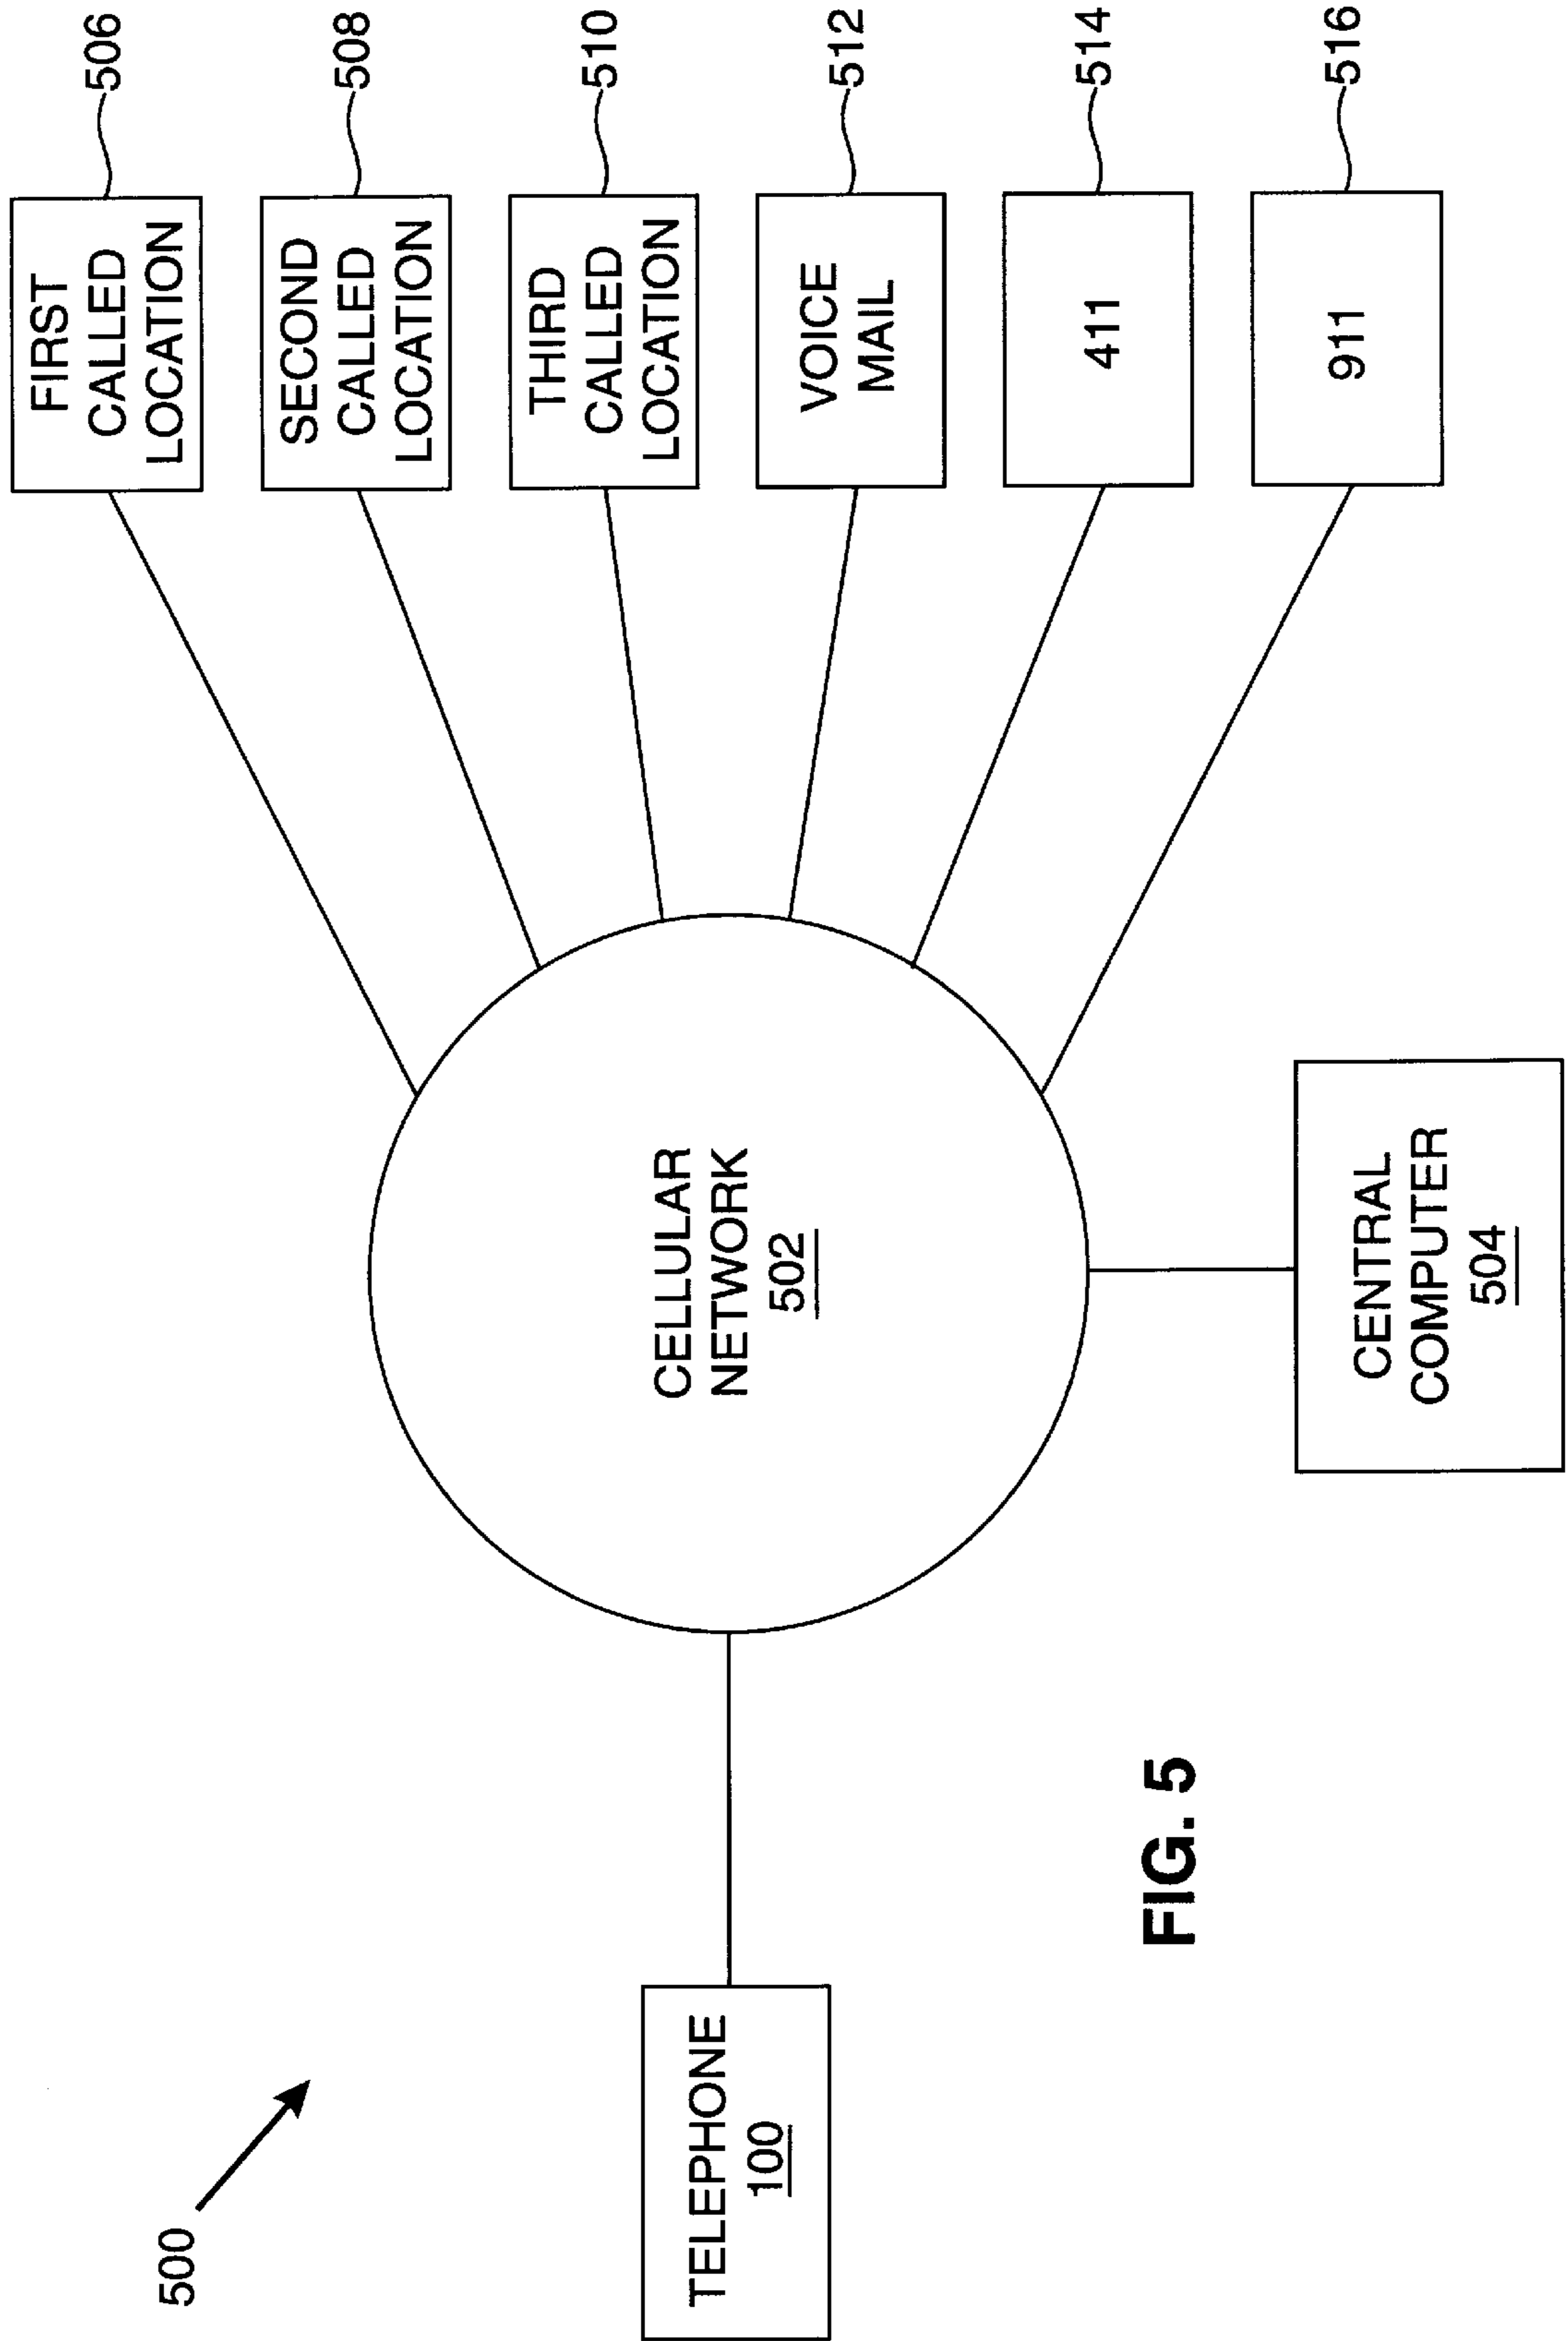 500
TELEPHONE
100
CELLULAR
NETWORK
502
CENTRAL
COMPUTER
504
FIRST
CALLED
LOCATION
506
SECOND
CALLED
LOCATION
508
THIRD
CALLED
LOCATION
510
VOICE
MAIL
512
411
514
911
516
FIG. 5